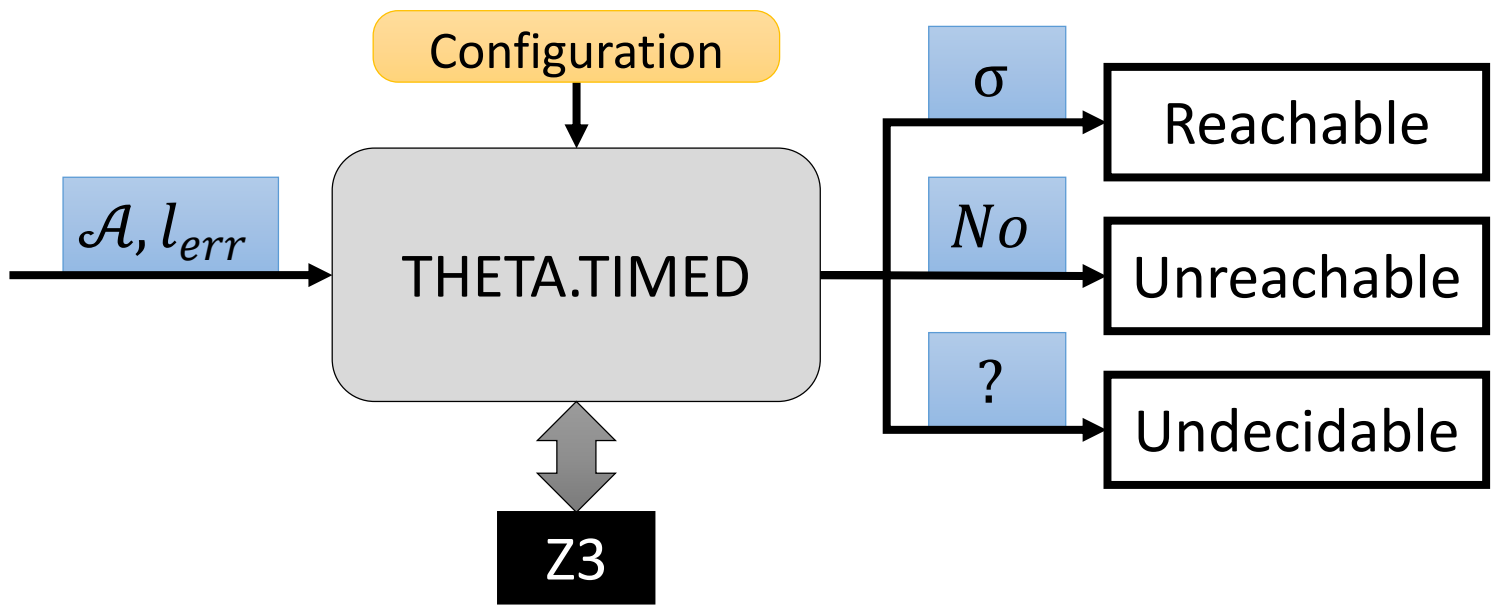 Configuration
σ
Reachable
𝒜, l_err
THETA.TIMED
No
Unreachable
?
Undecidable
Z3